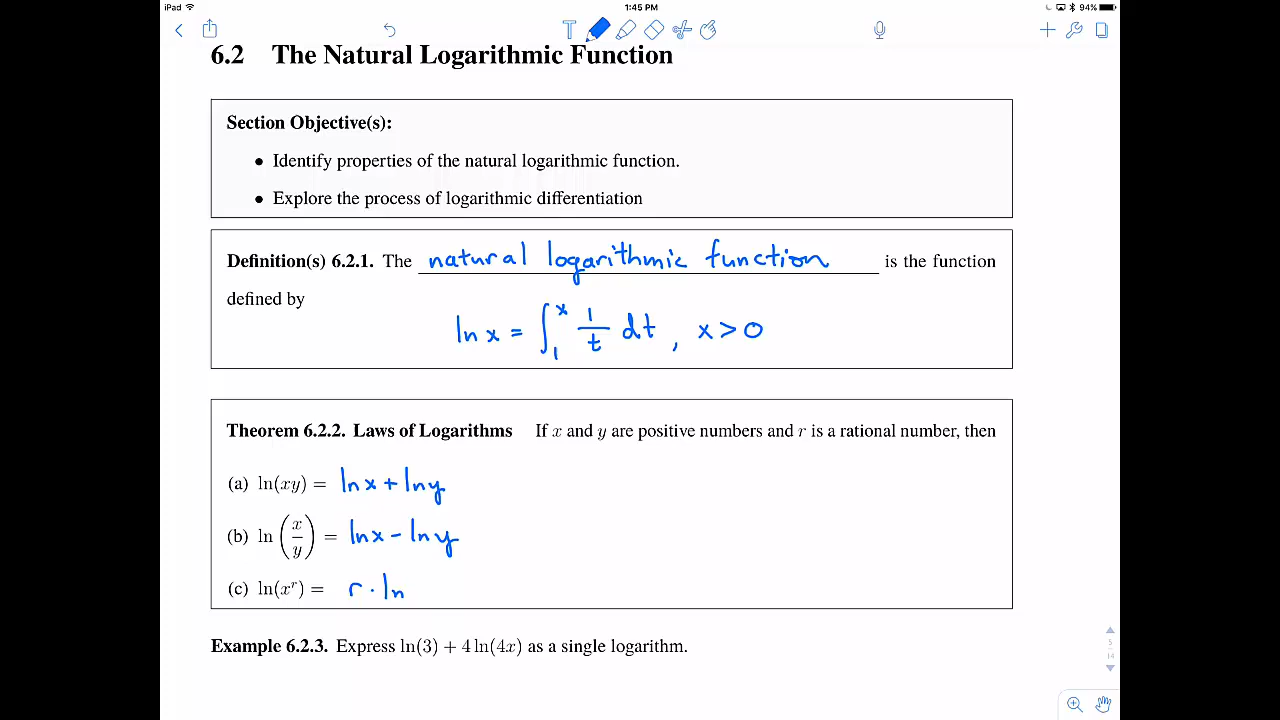 iPad 1:45 PM 94%
T
6.2 The Natural Logarithmic Function
Section Objective(s):
• Identify properties of the natural logarithmic function.
• Explore the process of logarithmic differentiation
Definition(s) 6.2.1. The natural logarithmic function is the function
defined by
ln x = ∫₁ˣ 1/t dt, x > 0
Theorem 6.2.2. Laws of Logarithms If x and y are positive numbers and r is a rational number, then
(a) ln(xy) = ln x + ln y
(b) ln (x/y) = ln x − ln y
(c) ln(xʳ) = r · ln
Example 6.2.3. Express ln(3) + 4 ln(4x) as a single logarithm.
5
14